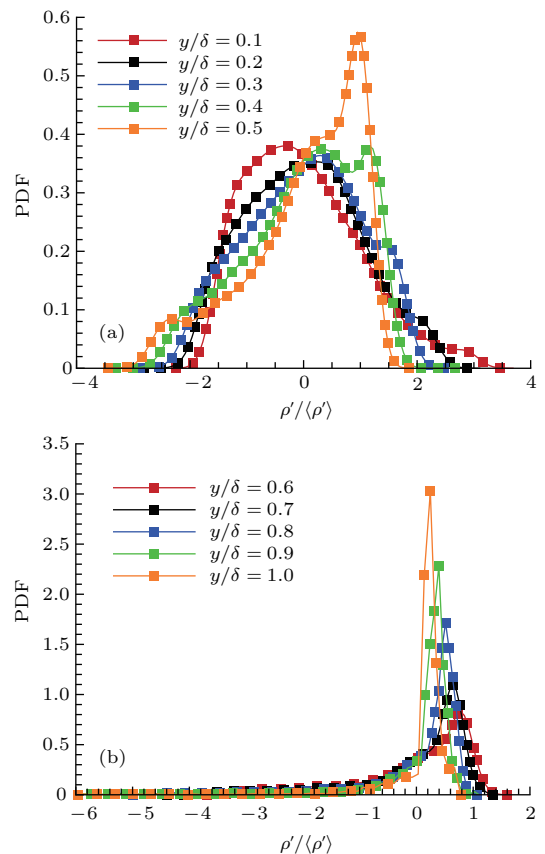 0.6
0.5
0.4
0.3
0.2
0.1
0
PDF
y/δ = 0.1
y/δ = 0.2
y/δ = 0.3
y/δ = 0.4
y/δ = 0.5
(a)
−4 −2 0 2 4
ρ′/⟨ρ′⟩
3.5
3.0
2.5
2.0
1.5
1.0
0.5
0
PDF
y/δ = 0.6
y/δ = 0.7
y/δ = 0.8
y/δ = 0.9
y/δ = 1.0
(b)
−6 −5 −4 −3 −2 −1 0 1 2
ρ′/⟨ρ′⟩